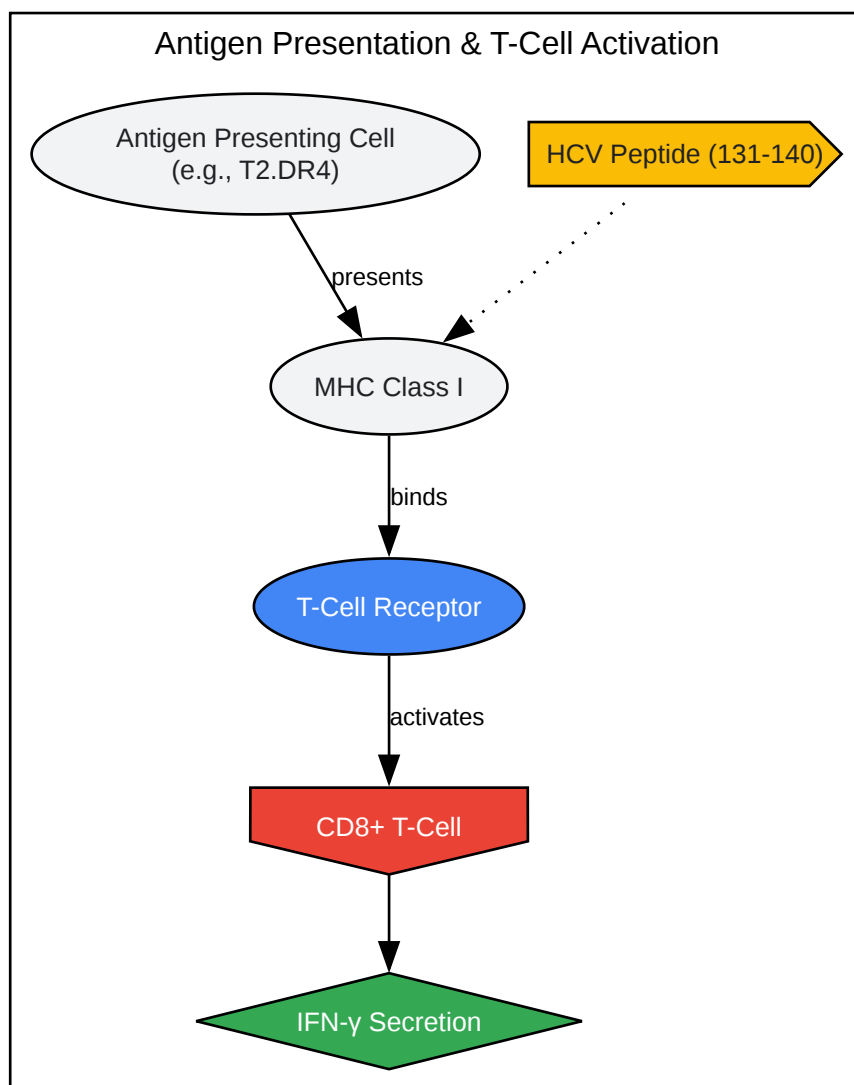 Antigen Presentation & T-Cell Activation
Antigen Presenting Cell
(e.g., T2.DR4)
HCV Peptide (131-140)
presents
MHC Class I
binds
T-Cell Receptor
activates
CD8+ T-Cell
IFN-γ Secretion